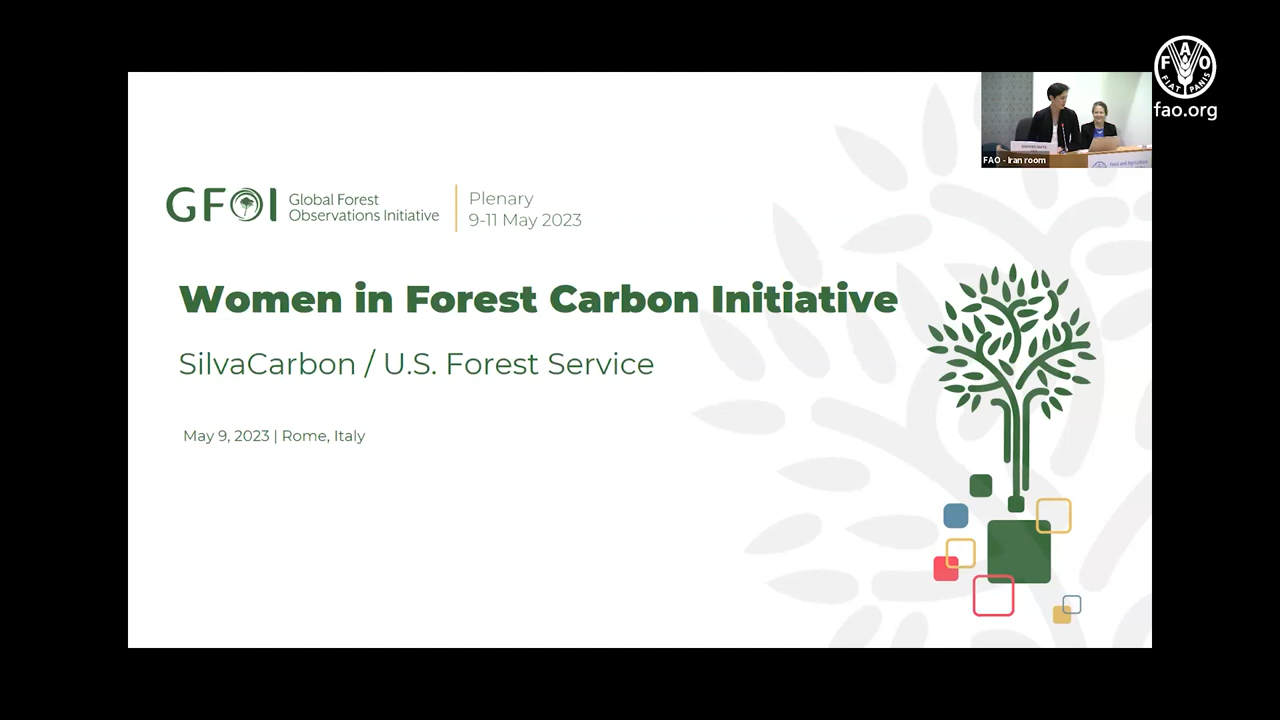 FAO
FIAT PANIS
fao.org
FAO - Iran room
GFOI
Global Forest
Observations Initiative
Plenary
9-11 May 2023
Women in Forest Carbon Initiative
SilvaCarbon / U.S. Forest Service
May 9, 2023 | Rome, Italy